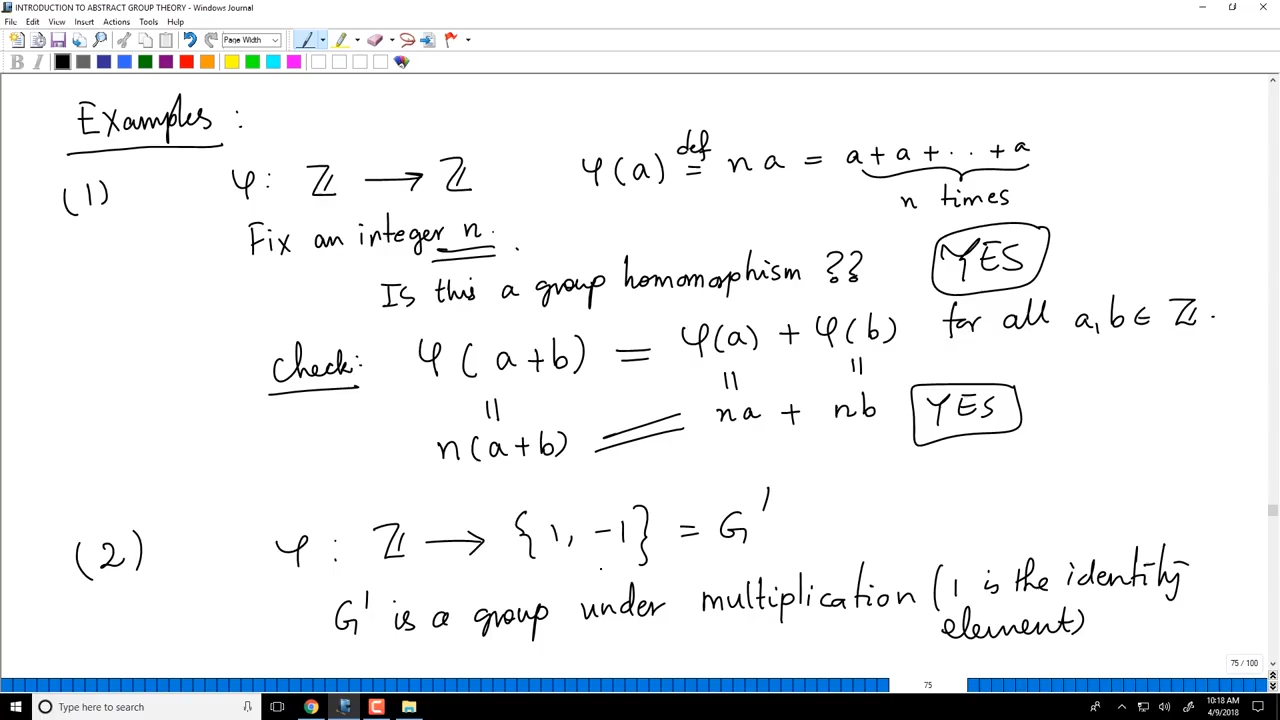 INTRODUCTION TO ABSTRACT GROUP THEORY - Windows Journal
File Edit View Insert Actions Tools Help
Page Width
B I
Examples :
(1) φ: ℤ → ℤ φ(a) def= na = a + a + ... + a
n times
Fix an integer n.
Is this a group homomorphism ?? YES
Check: φ(a+b) = φ(a) + φ(b) for all a, b ∈ ℤ.
= = =
n(a+b) = na + nb YES
(2) φ : ℤ → {1, -1} = G'
G' is a group under multiplication (1 is the identity
element)
75 / 100
75
Type here to search
10:18 AM
4/9/2018